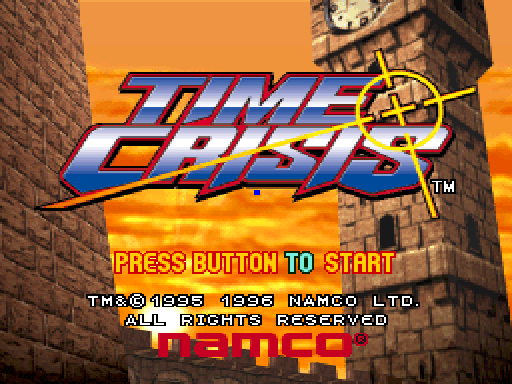 TIME
CRISIS
TM
PRESS BUTTON TO START
TM&©1995 1996 NAMCO LTD.
ALL RIGHTS RESERVED
namco®